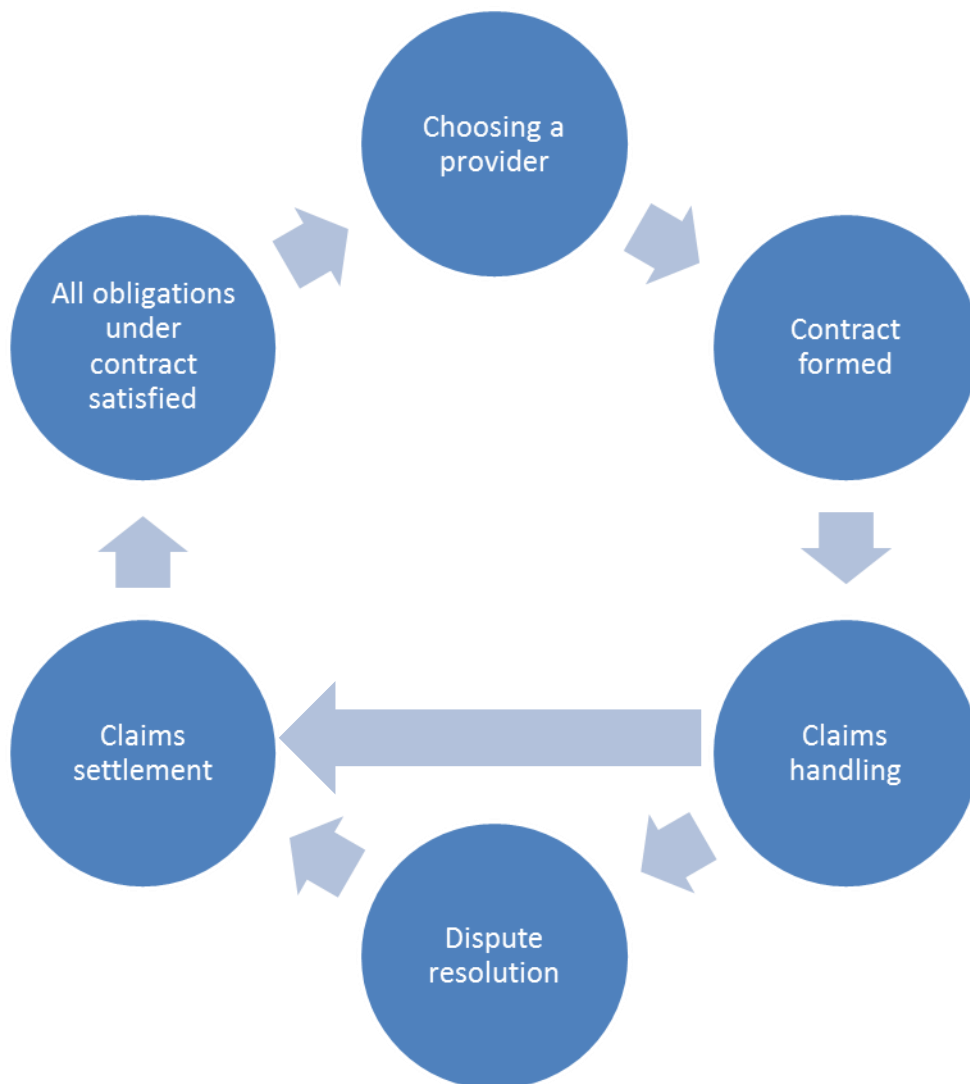 Choosing a
provider
Contract
formed
Claims
handling
Dispute
resolution
Claims
settlement
All obligations
under
contract
satisfied